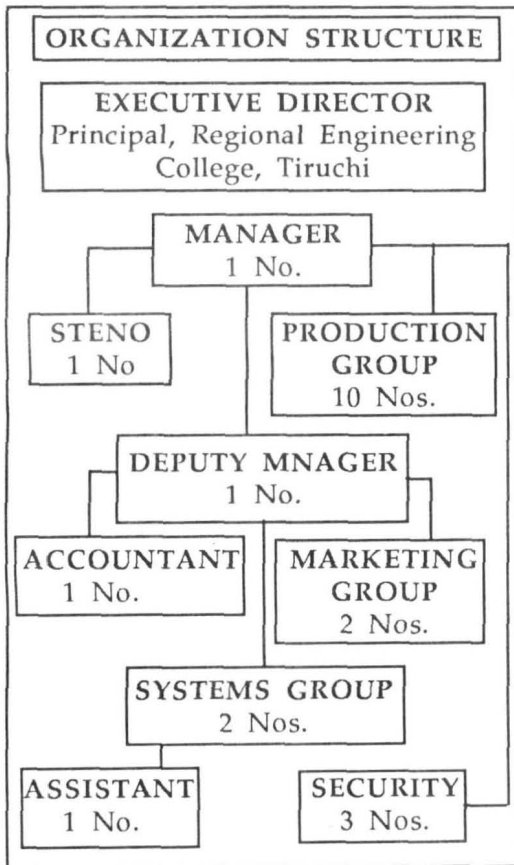 ORGANIZATION STRUCTURE
EXECUTIVE DIRECTOR
Principal, Regional Engineering
College, Tiruchi
MANAGER
1 No.
STENO
1 No
PRODUCTION
GROUP
10 Nos.
DEPUTY MNAGER
1 No.
ACCOUNTANT
1 No.
MARKETING
GROUP
2 Nos.
SYSTEMS GROUP
2 Nos.
ASSISTANT
1 No.
SECURITY
3 Nos.